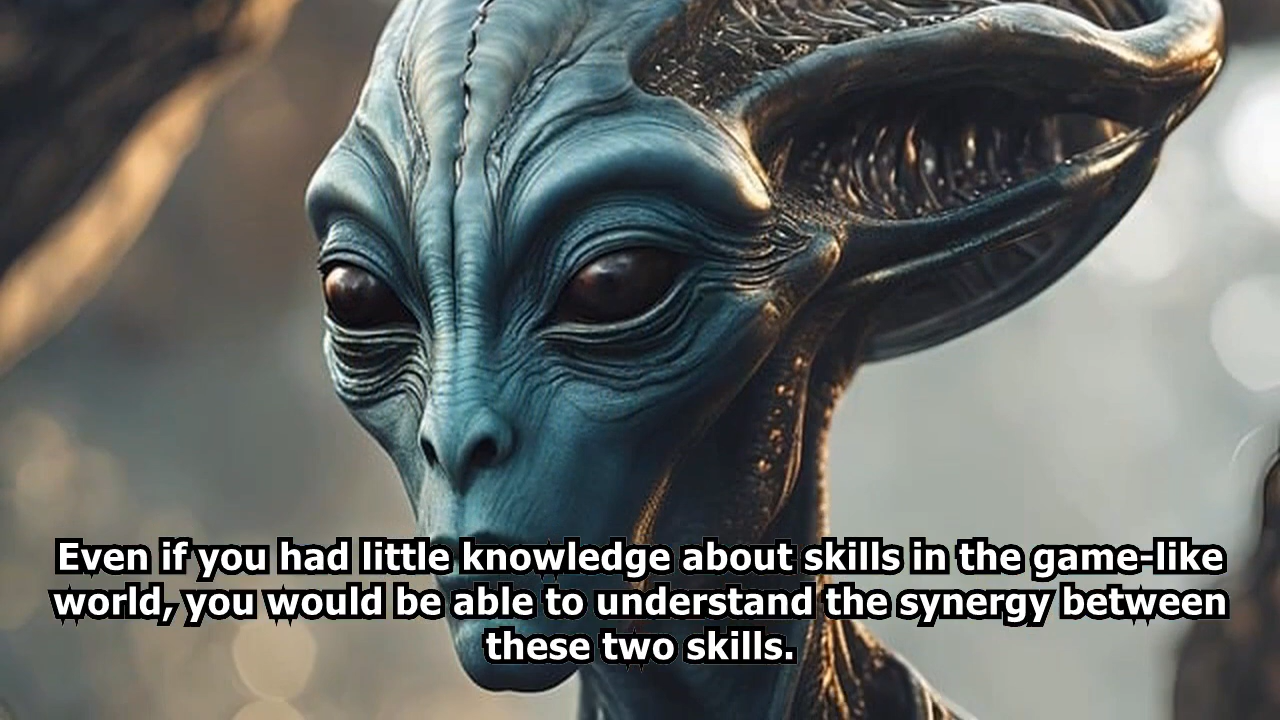 Even if you had little knowledge about skills in the game-like
world, you would be able to understand the synergy between
these two skills.